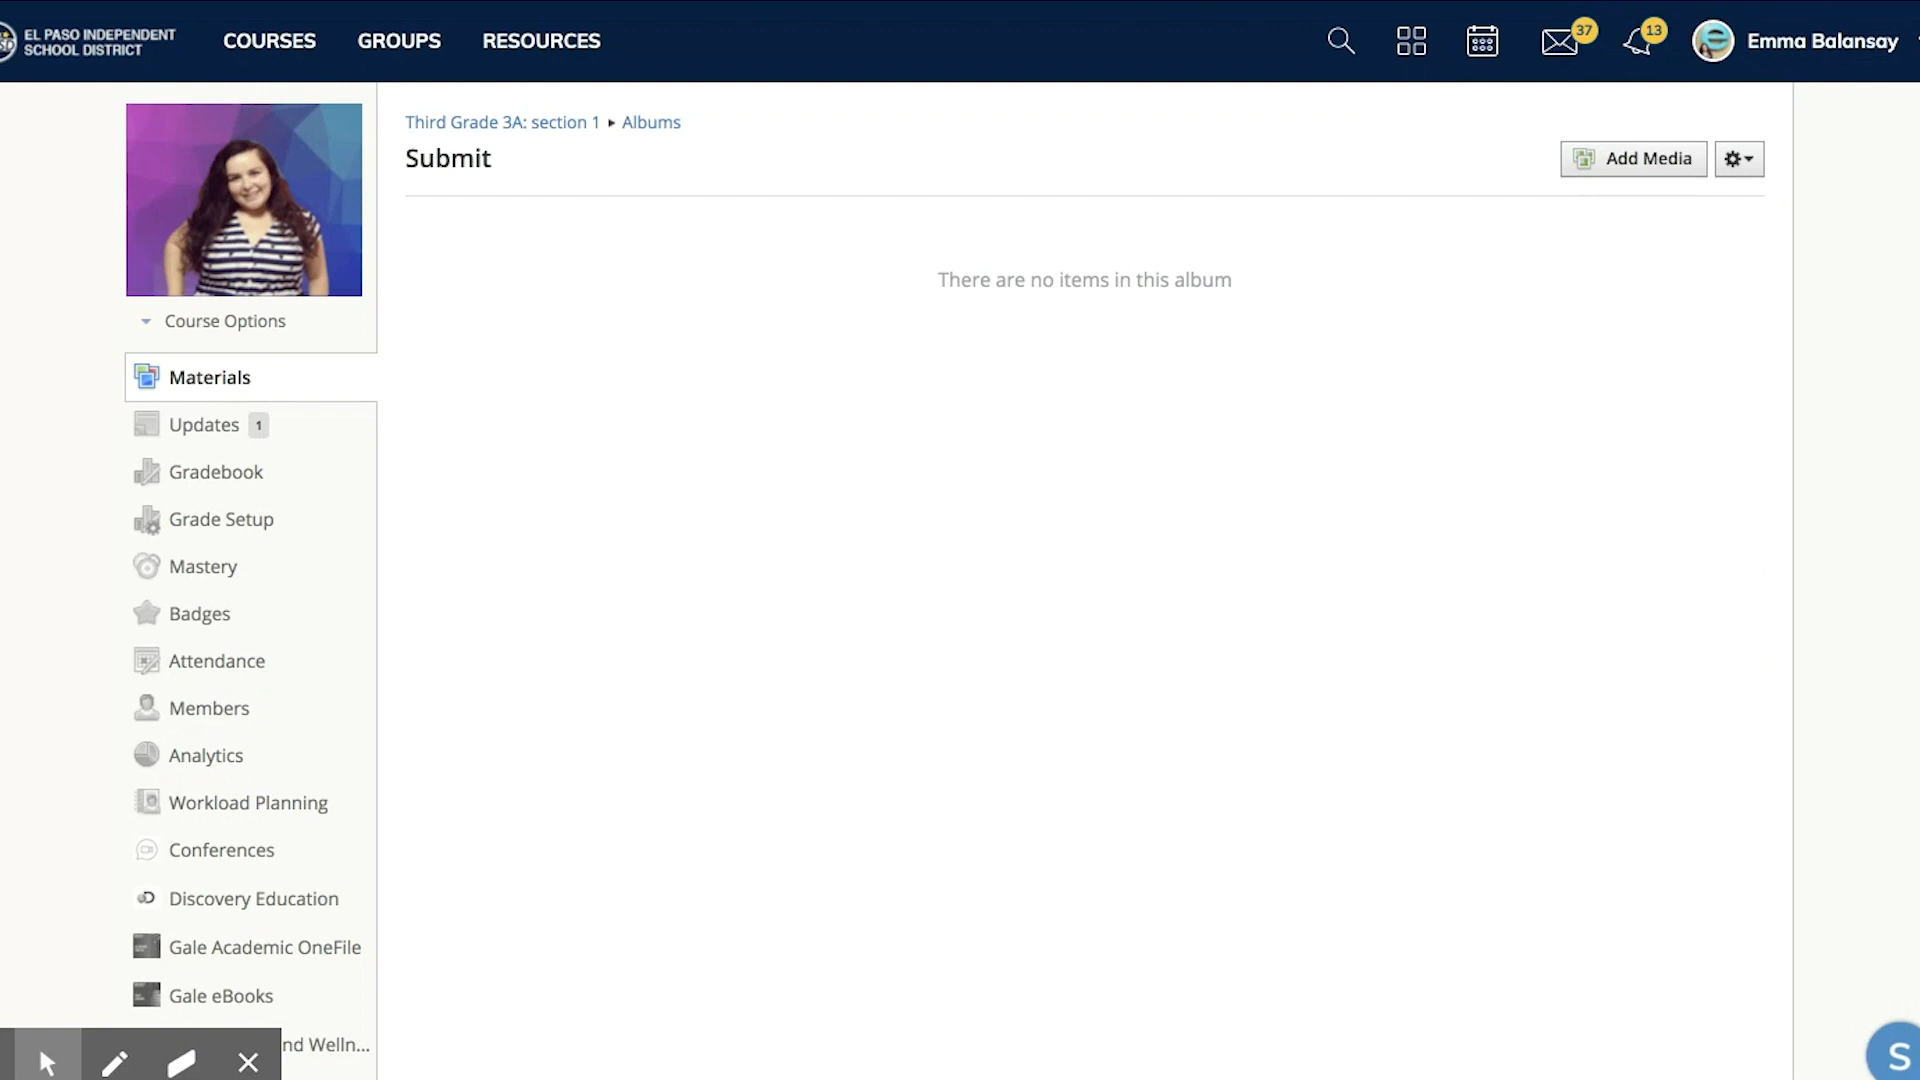 EL PASO INDEPENDENT
SCHOOL DISTRICT
COURSES
GROUPS
RESOURCES
37
13
Emma Balansay
Third Grade 3A: section 1 ▸ Albums
Submit
Add Media
There are no items in this album
Course Options
Materials
Updates 1
Gradebook
Grade Setup
Mastery
Badges
Attendance
Members
Analytics
Workload Planning
Conferences
Discovery Education
Gale Academic OneFile
Gale eBooks
nd Welln...
S